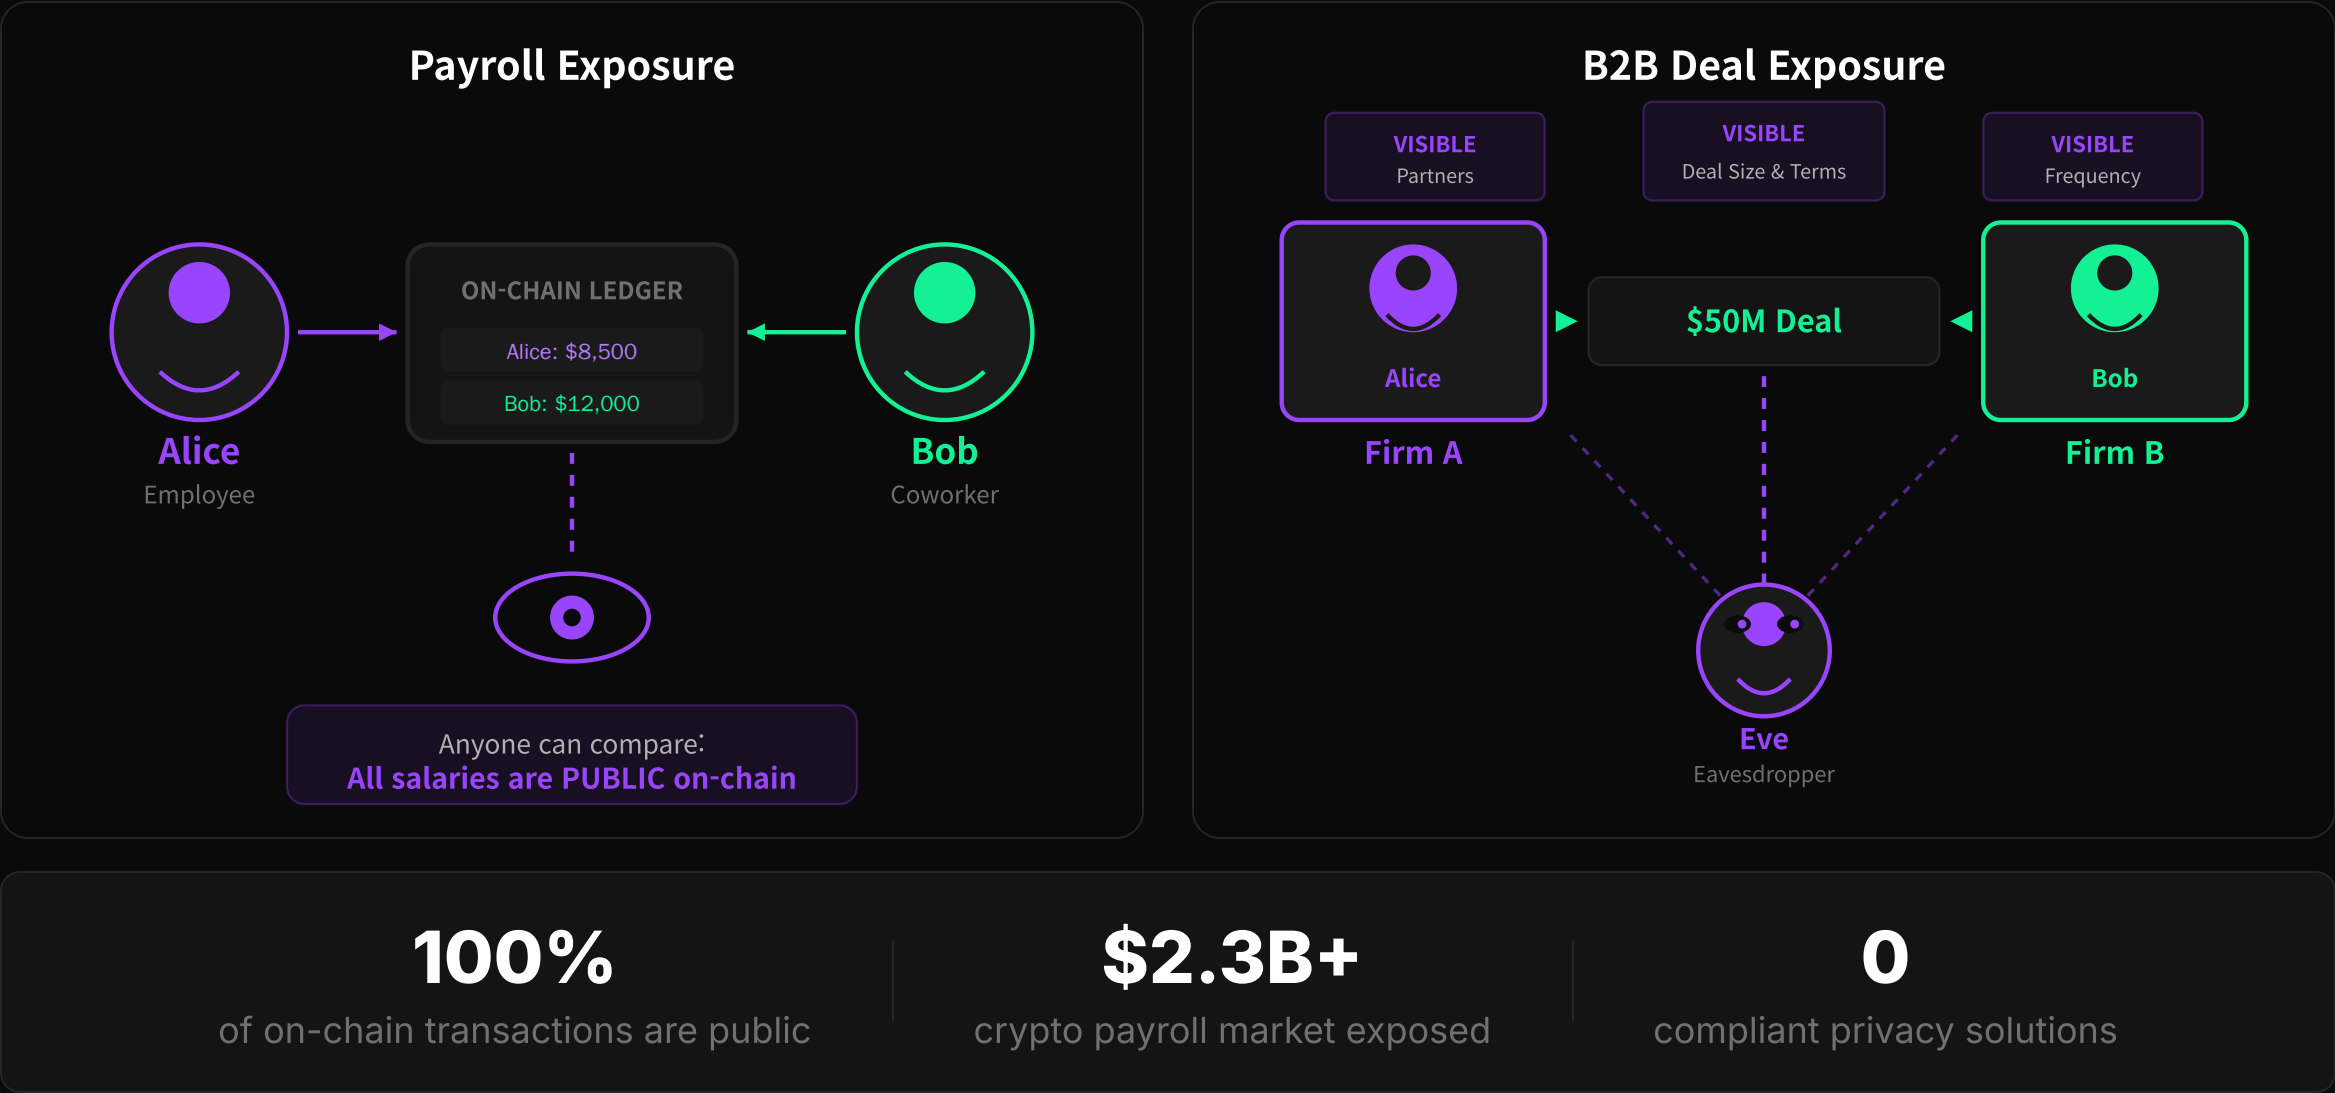 Payroll Exposure
ON-CHAIN LEDGER
Alice: $8,500
Bob: $12,000
Alice
Employee
Bob
Coworker
Anyone can compare:
All salaries are PUBLIC on-chain
B2B Deal Exposure
VISIBLE
Partners
VISIBLE
Deal Size & Terms
VISIBLE
Frequency
Alice
Firm A
$50M Deal
Bob
Firm B
Eve
Eavesdropper
100%
of on-chain transactions are public
$2.3B+
crypto payroll market exposed
0
compliant privacy solutions